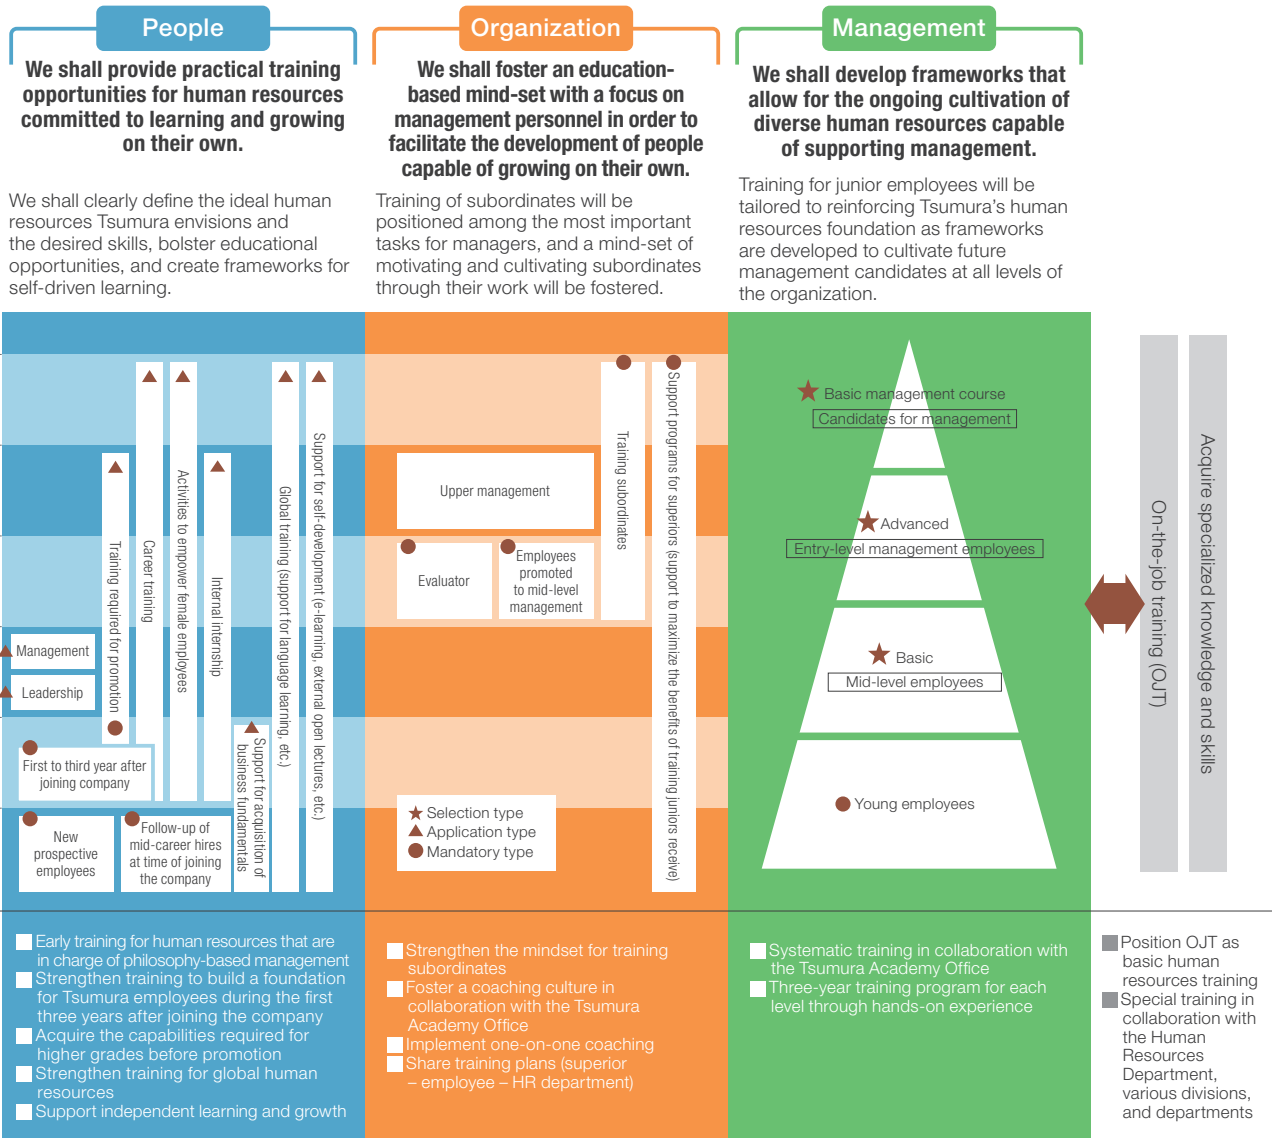 People
We shall provide practical training
opportunities for human resources
committed to learning and growing
on their own.
We shall clearly define the ideal human
resources Tsumura envisions and
the desired skills, bolster educational
opportunities, and create frameworks for
self-driven learning.
Organization
We shall foster an education-
based mind-set with a focus on
management personnel in order to
facilitate the development of people
capable of growing on their own.
Training of subordinates will be
positioned among the most important
tasks for managers, and a mind-set of
motivating and cultivating subordinates
through their work will be fostered.
Management
We shall develop frameworks that
allow for the ongoing cultivation of
diverse human resources capable
of supporting management.
Training for junior employees will be
tailored to reinforcing Tsumura's human
resources foundation as frameworks
are developed to cultivate future
management candidates at all levels of
the organization.
Management
Leadership
Training required for promotion
Career training
Activities to empower female employees
Internal internship
Support for acquisition of
business fundamentals
Global training (support for language learning, etc.)
Support for self-development (e-learning, external open lectures, etc.)
First to third year after
joining company
New
prospective
employees
Follow-up of
mid-career hires
at time of joining
the company
Upper management
Evaluator
Employees
promoted
to mid-level
management
Training subordinates
Support programs for superiors (support to maximize the benefits of training juniors receive)
Selection type
Application type
Mandatory type
Basic management course
Candidates for management
Advanced
Entry-level management employees
Basic
Mid-level employees
Young employees
On-the-job training (OJT)
Acquire specialized knowledge and skills
Early training for human resources that are
in charge of philosophy-based management
Strengthen training to build a foundation
for Tsumura employees during the first
three years after joining the company
Acquire the capabilities required for
higher grades before promotion
Strengthen training for global human
resources
Support independent learning and growth
Strengthen the mindset for training
subordinates
Foster a coaching culture in
collaboration with the Tsumura
Academy Office
Implement one-on-one coaching
Share training plans (superior
– employee – HR department)
Systematic training in collaboration with
the Tsumura Academy Office
Three-year training program for each
level through hands-on experience
Position OJT as
basic human
resources training
Special training in
collaboration with
the Human
Resources
Department,
various divisions,
and departments